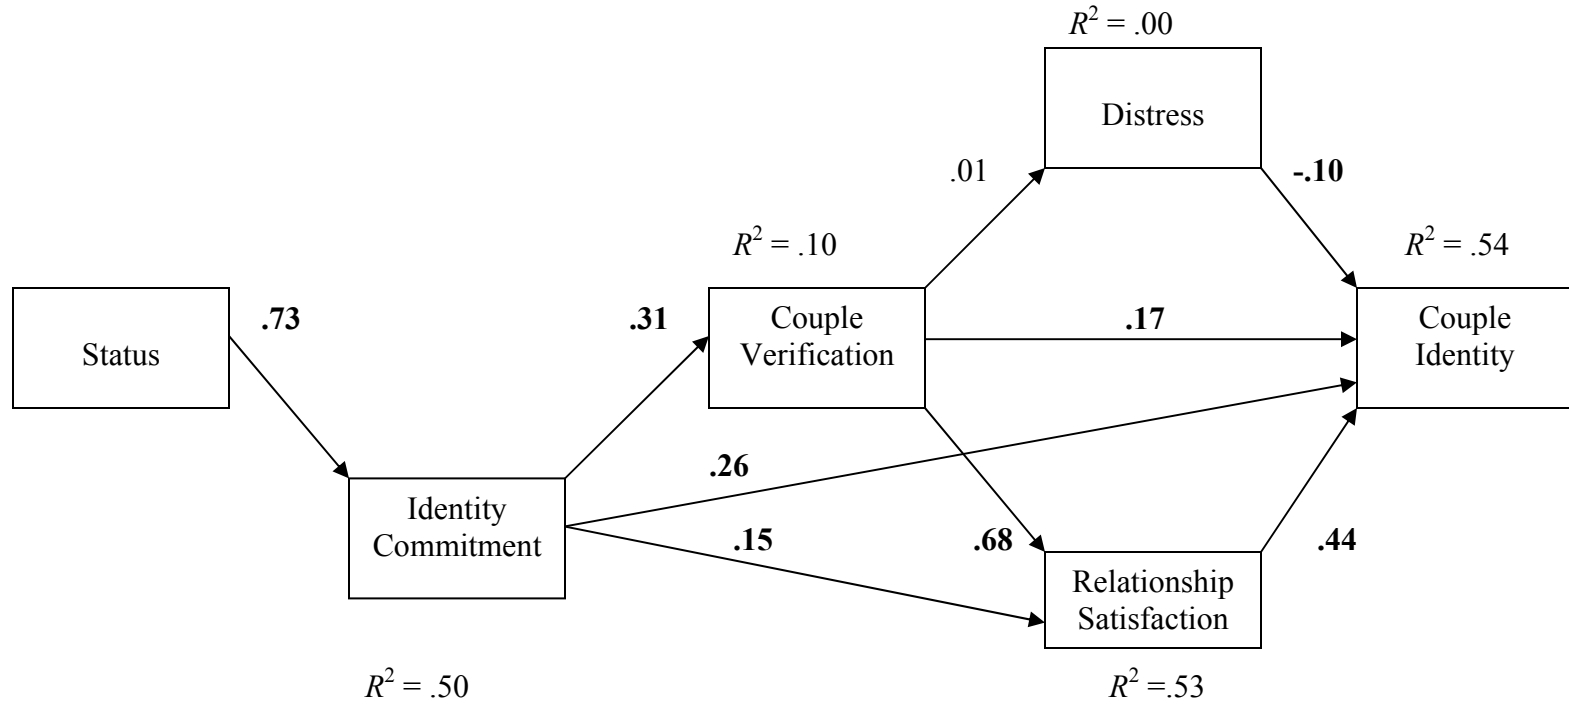 R² = .00
Distress
.01
-.10
R² = .10
R² = .54
Status
.73
.31
Couple
Verification
.17
Couple
Identity
.26
Identity
Commitment
.15
.68
.44
Relationship
Satisfaction
R² = .50
R² =.53